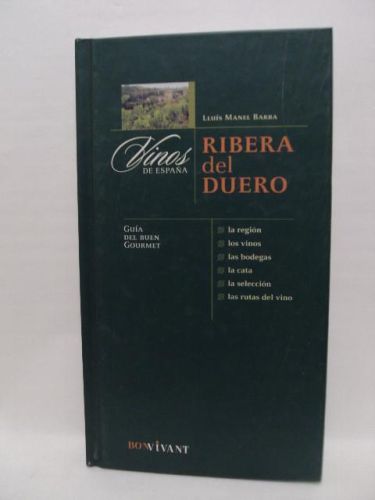 LLUÍS MANEL BARBA
Vinos
DE ESPAÑA
RIBERA
del
DUERO
GUÍA
DEL BUEN
GOURMET
la región
los vinos
las bodegas
la cata
la selección
las rutas del vino
BONVIVANT